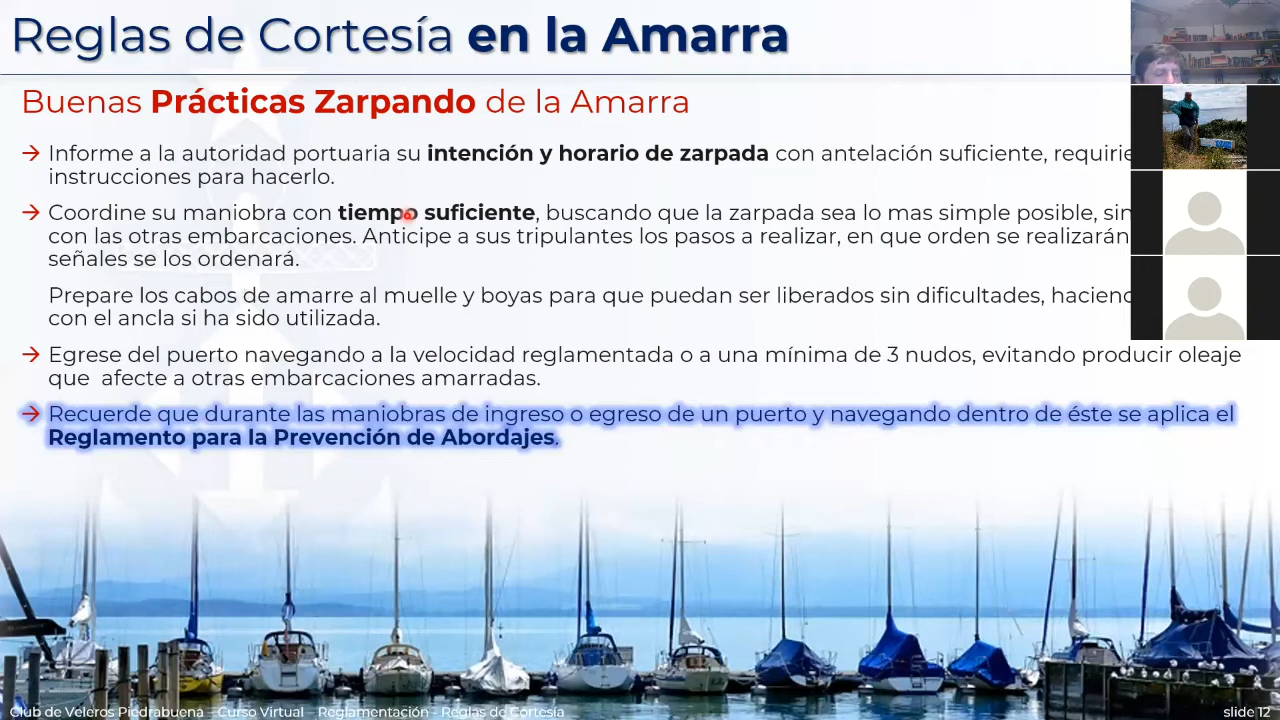 Reglas de Cortesía en la Amarra
Buenas Prácticas Zarpando de la Amarra
→ Informe a la autoridad portuaria su intención y horario de zarpada con antelación suficiente,
instrucciones para hacerlo.
→ Coordine su maniobra con tiempo suficiente, buscando que la zarpada sea lo mas simple posible,
con las otras embarcaciones. Anticipe a sus tripulantes los pasos a realizar, en que orden se realizarán
señales se los ordenará.
Prepare los cabos de amarre al muelle y boyas para que puedan ser liberados sin dificultades,
con el ancla si ha sido utilizada.
→ Egrese del puerto navegando a la velocidad reglamentada o a una mínima de 3 nudos, evitando producir oleaje
que afecte a otras embarcaciones amarradas.
→ Recuerde que durante las maniobras de ingreso o egreso de un puerto y navegando dentro de éste se aplica el
Reglamento para la Prevención de Abordajes.
Club de Veleros Piedrabuena - Curso Virtual - Reglamentación - Reglas de Cortesía
slide 12